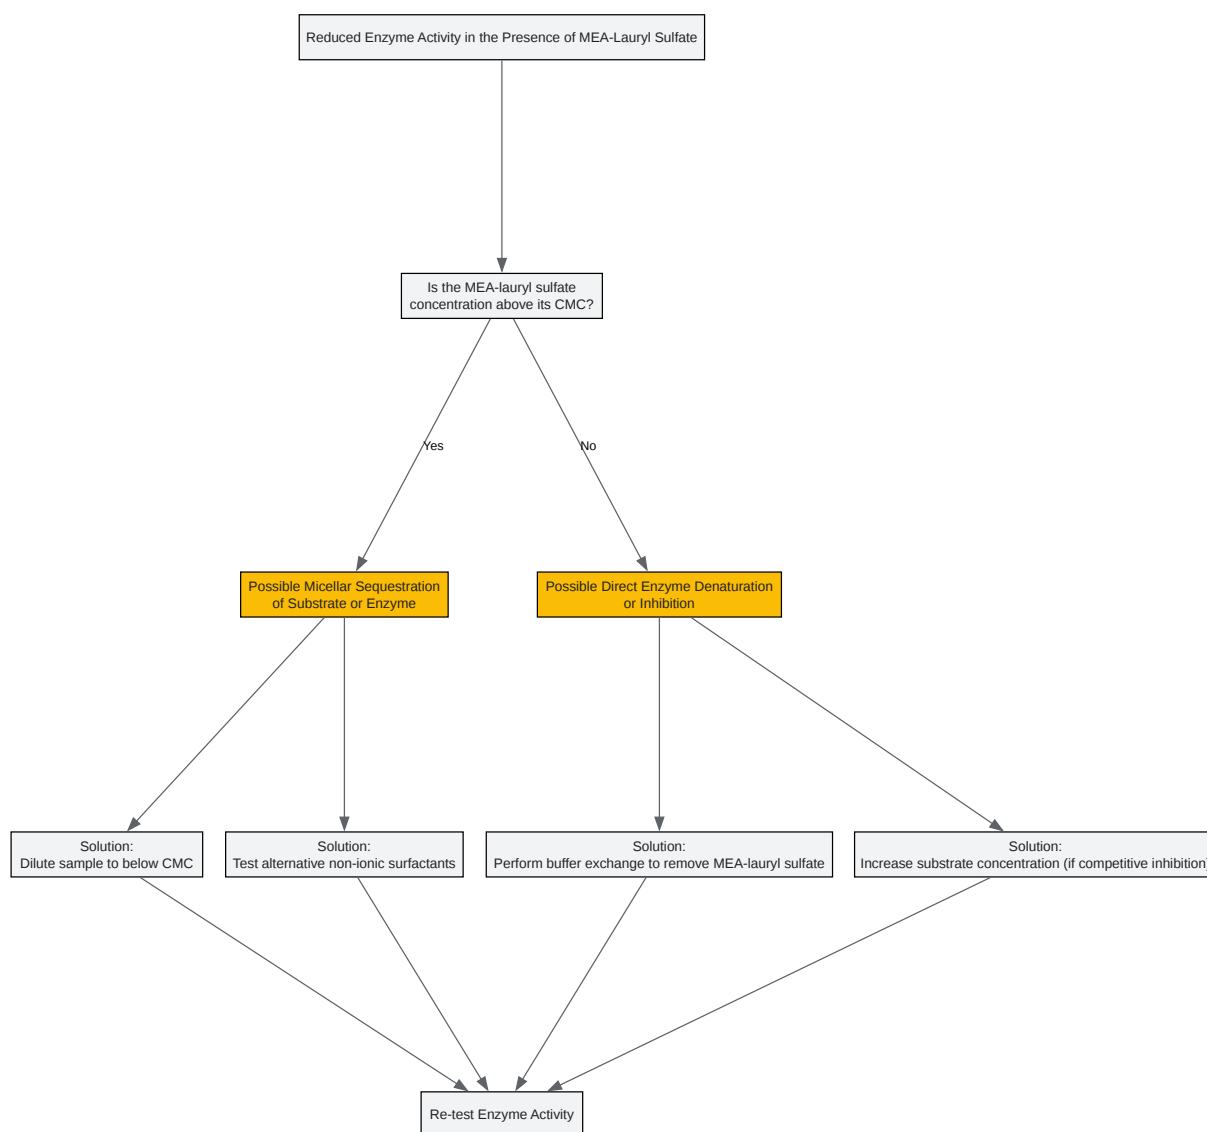 Reduced Enzyme Activity in the Presence of MEA-Lauryl Sulfate
Is the MEA-lauryl sulfate
concentration above its CMC?
Yes
No
Possible Micellar Sequestration
of Substrate or Enzyme
Possible Direct Enzyme Denaturation
or Inhibition
Solution:
Dilute sample to below CMC
Solution:
Test alternative non-ionic surfactants
Solution:
Perform buffer exchange to remove MEA-lauryl sulfate
Solution:
Increase substrate concentration (if competitive inhibition)
Re-test Enzyme Activity